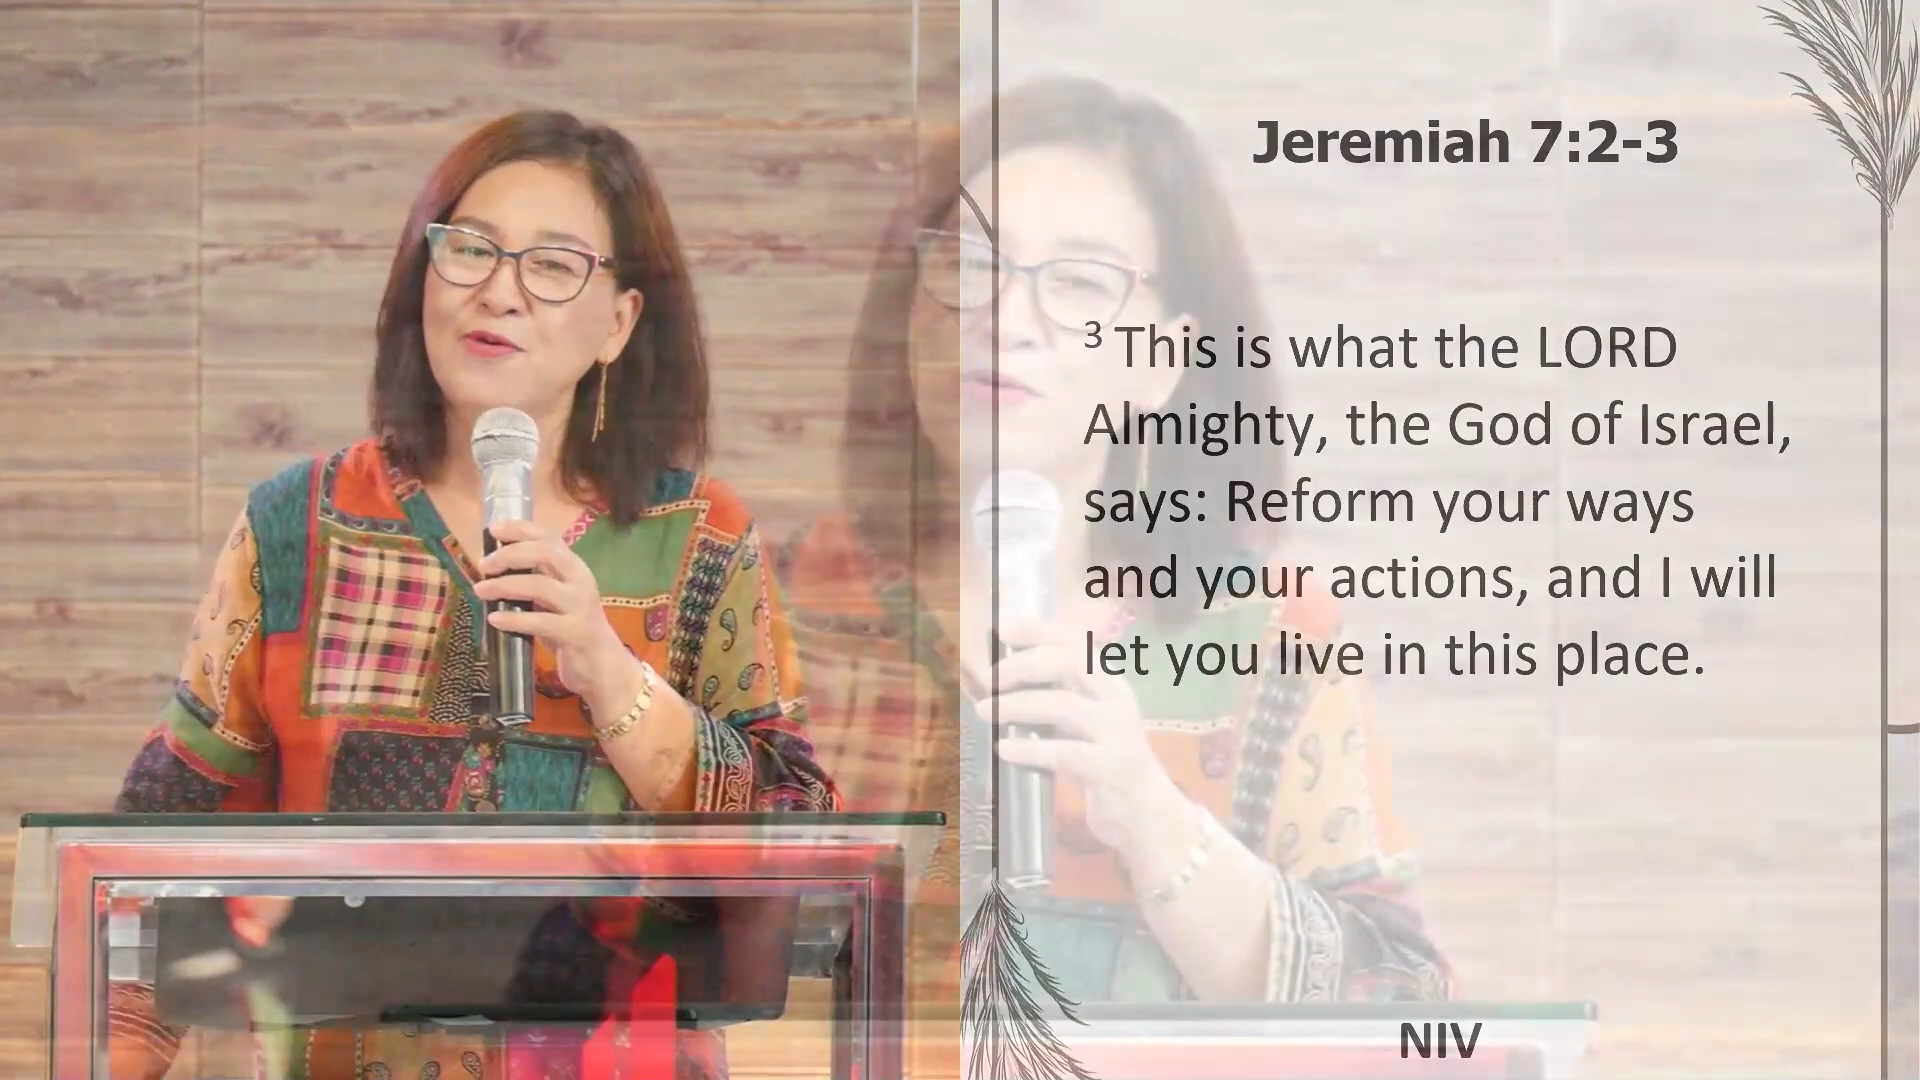 Jeremiah 7:2-3
3 This is what the LORD
Almighty, the God of Israel,
says: Reform your ways
and your actions, and I will
let you live in this place.
NIV